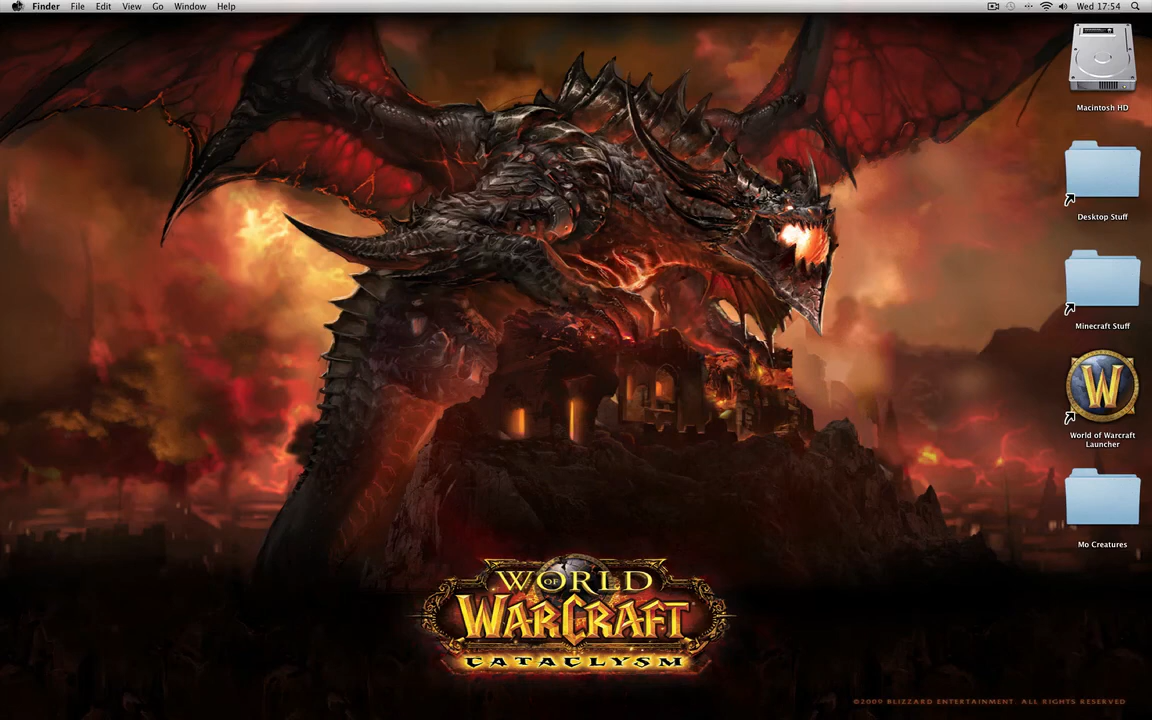 Finder File Edit View Go Window Help Wed 17:54
Macintosh HD
Desktop Stuff
Minecraft Stuff
W
World of Warcraft
Launcher
Mo Creatures
WORLD
OF
WARCRAFT
CATACLYSM
©2009 BLIZZARD ENTERTAINMENT. ALL RIGHTS RESERVED